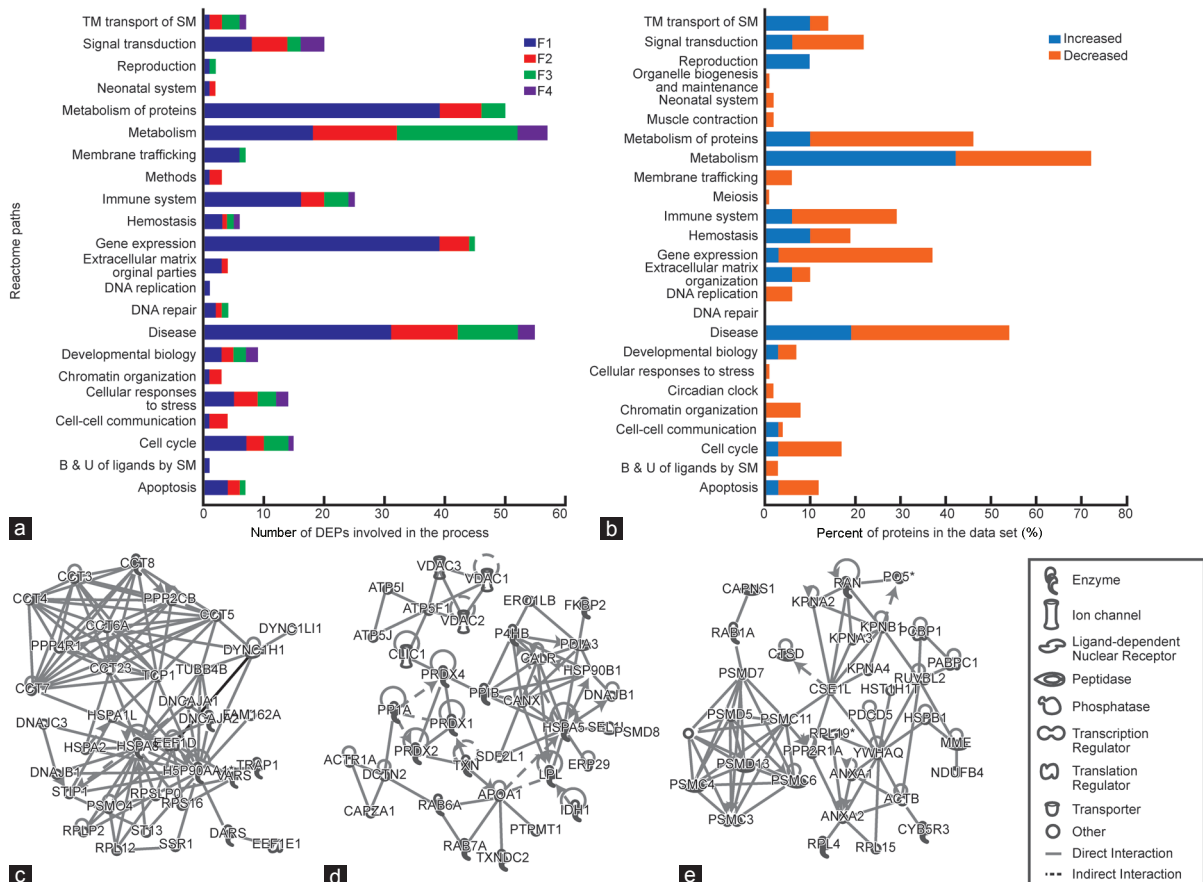 TM transport of SM
Signal transduction
Reproduction
Neonatal system
Metabolism of proteins
Metabolism
Membrane trafficking
Methods
Immune system
Hemostasis
Gene expression
Extracellular matrix
orginal parties
DNA replication
DNA repair
Disease
Developmental biology
Chromatin organization
Cellular responses
to stress
Cell-cell communication
Cell cycle
B & U of ligands by SM
Apoptosis
Reactome paths
F1
F2
F3
F4
0 10 20 30 40 50 60
Number of DEPs involved in the process
a
TM transport of SM
Signal transduction
Reproduction
Organelle biogenesis
and maintenance
Neonatal system
Muscle contraction
Metabolism of proteins
Metabolism
Membrane trafficking
Meiosis
Immune system
Hemostasis
Gene expression
Extracellular matrix
organization
DNA replication
DNA repair
Disease
Developmental biology
Cellular responses to stress
Circadian clock
Chromatin organization
Cell-cell communication
Cell cycle
B & U of ligands by SM
Apoptosis
Increased
Decreased
0 10 20 30 40 50 60 70 80
Percent of proteins in the data set (%)
b
CCT8
CCT3
CCT4
PPP2CB
CCT5
CCT6A
DYNC1LI1
PPP4R1
DYNC1H1
CCT23
TCP1
TUBB4B
CCT7
DNCAJA1
DNCAJA2
FAM162A
HSPA1L
DNAJC3
EEF1D
HSPA2
HSPA8
DNAJB1
H5P90AA1*
TRAP1
VARS
STIP1
RPSLP0
PSMO4
RPS16
RPLP2
ST13
DARS
RPL12
SSR1
EEF1E1
c
VDAC3
VDAC1
ATP5I
ATP5F1
VDAC2
ATP5J
CLIC1
ERO1LB
FKBP2
P4HB
PDIA3
CALR
HSP90B1
PRDX4
PPIB
CANX
DNAJB1
PP1A
PRDX1
HSPA5
SEL1L
PSMD8
PRDX2
SDF2L1
ACTR1A
TXN
ERP29
DCTN2
LPL
APOA1
CAPZA1
RAB6A
IDH1
PTPMT1
RAB7A
TXNDC2
d
CAPNS1
RAN
PO5*
KPNA2
RAB1A
KPNA3
KPNB1
PCBP1
CTSD
PABPC1
PSMD7
KPNA4
RUVBL2
CSE1L
HST1H1T
PSMD5
PSMC11
PDCD5
HSPB1
RPL19*
MME
PPP2R1A
YWHAQ
PSMD13
NDUFB4
PSMC4
PSMC6
ANXA1
ACTB
PSMC3
ANXA2
CYB5R3
RPL4
RPL15
e
Enzyme
Ion channel
Ligand-dependent
Nuclear Receptor
Peptidase
Phosphatase
Transcription
Regulator
Translation
Regulator
Transporter
Other
Direct Interaction
Indirect Interaction